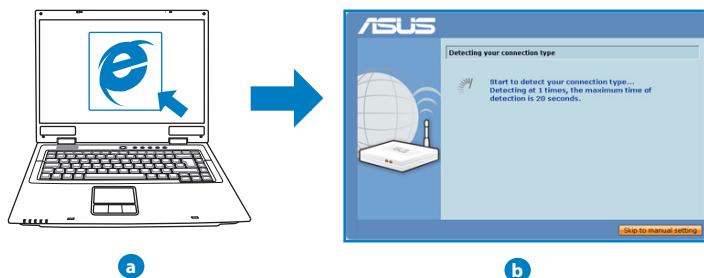 ASUS
Detecting your connection type
Start to detect your connection type...
Detecting at 1 times, the maximum time of
detection is 20 seconds.
Skip to manual setting
a
b